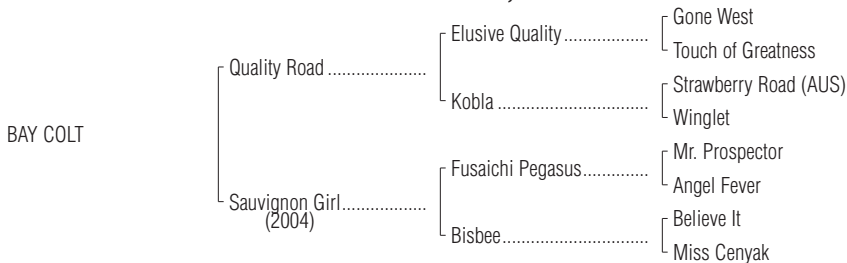 Gone West
Elusive Quality...................
Touch of Greatness
Quality Road ......................
Strawberry Road (AUS)
Kobla ..................................
Winglet
BAY COLT
Mr. Prospector
Fusaichi Pegasus...............
Angel Fever
Sauvignon Girl...................
(2004)
Believe It
Bisbee.................................
Miss Cenyak